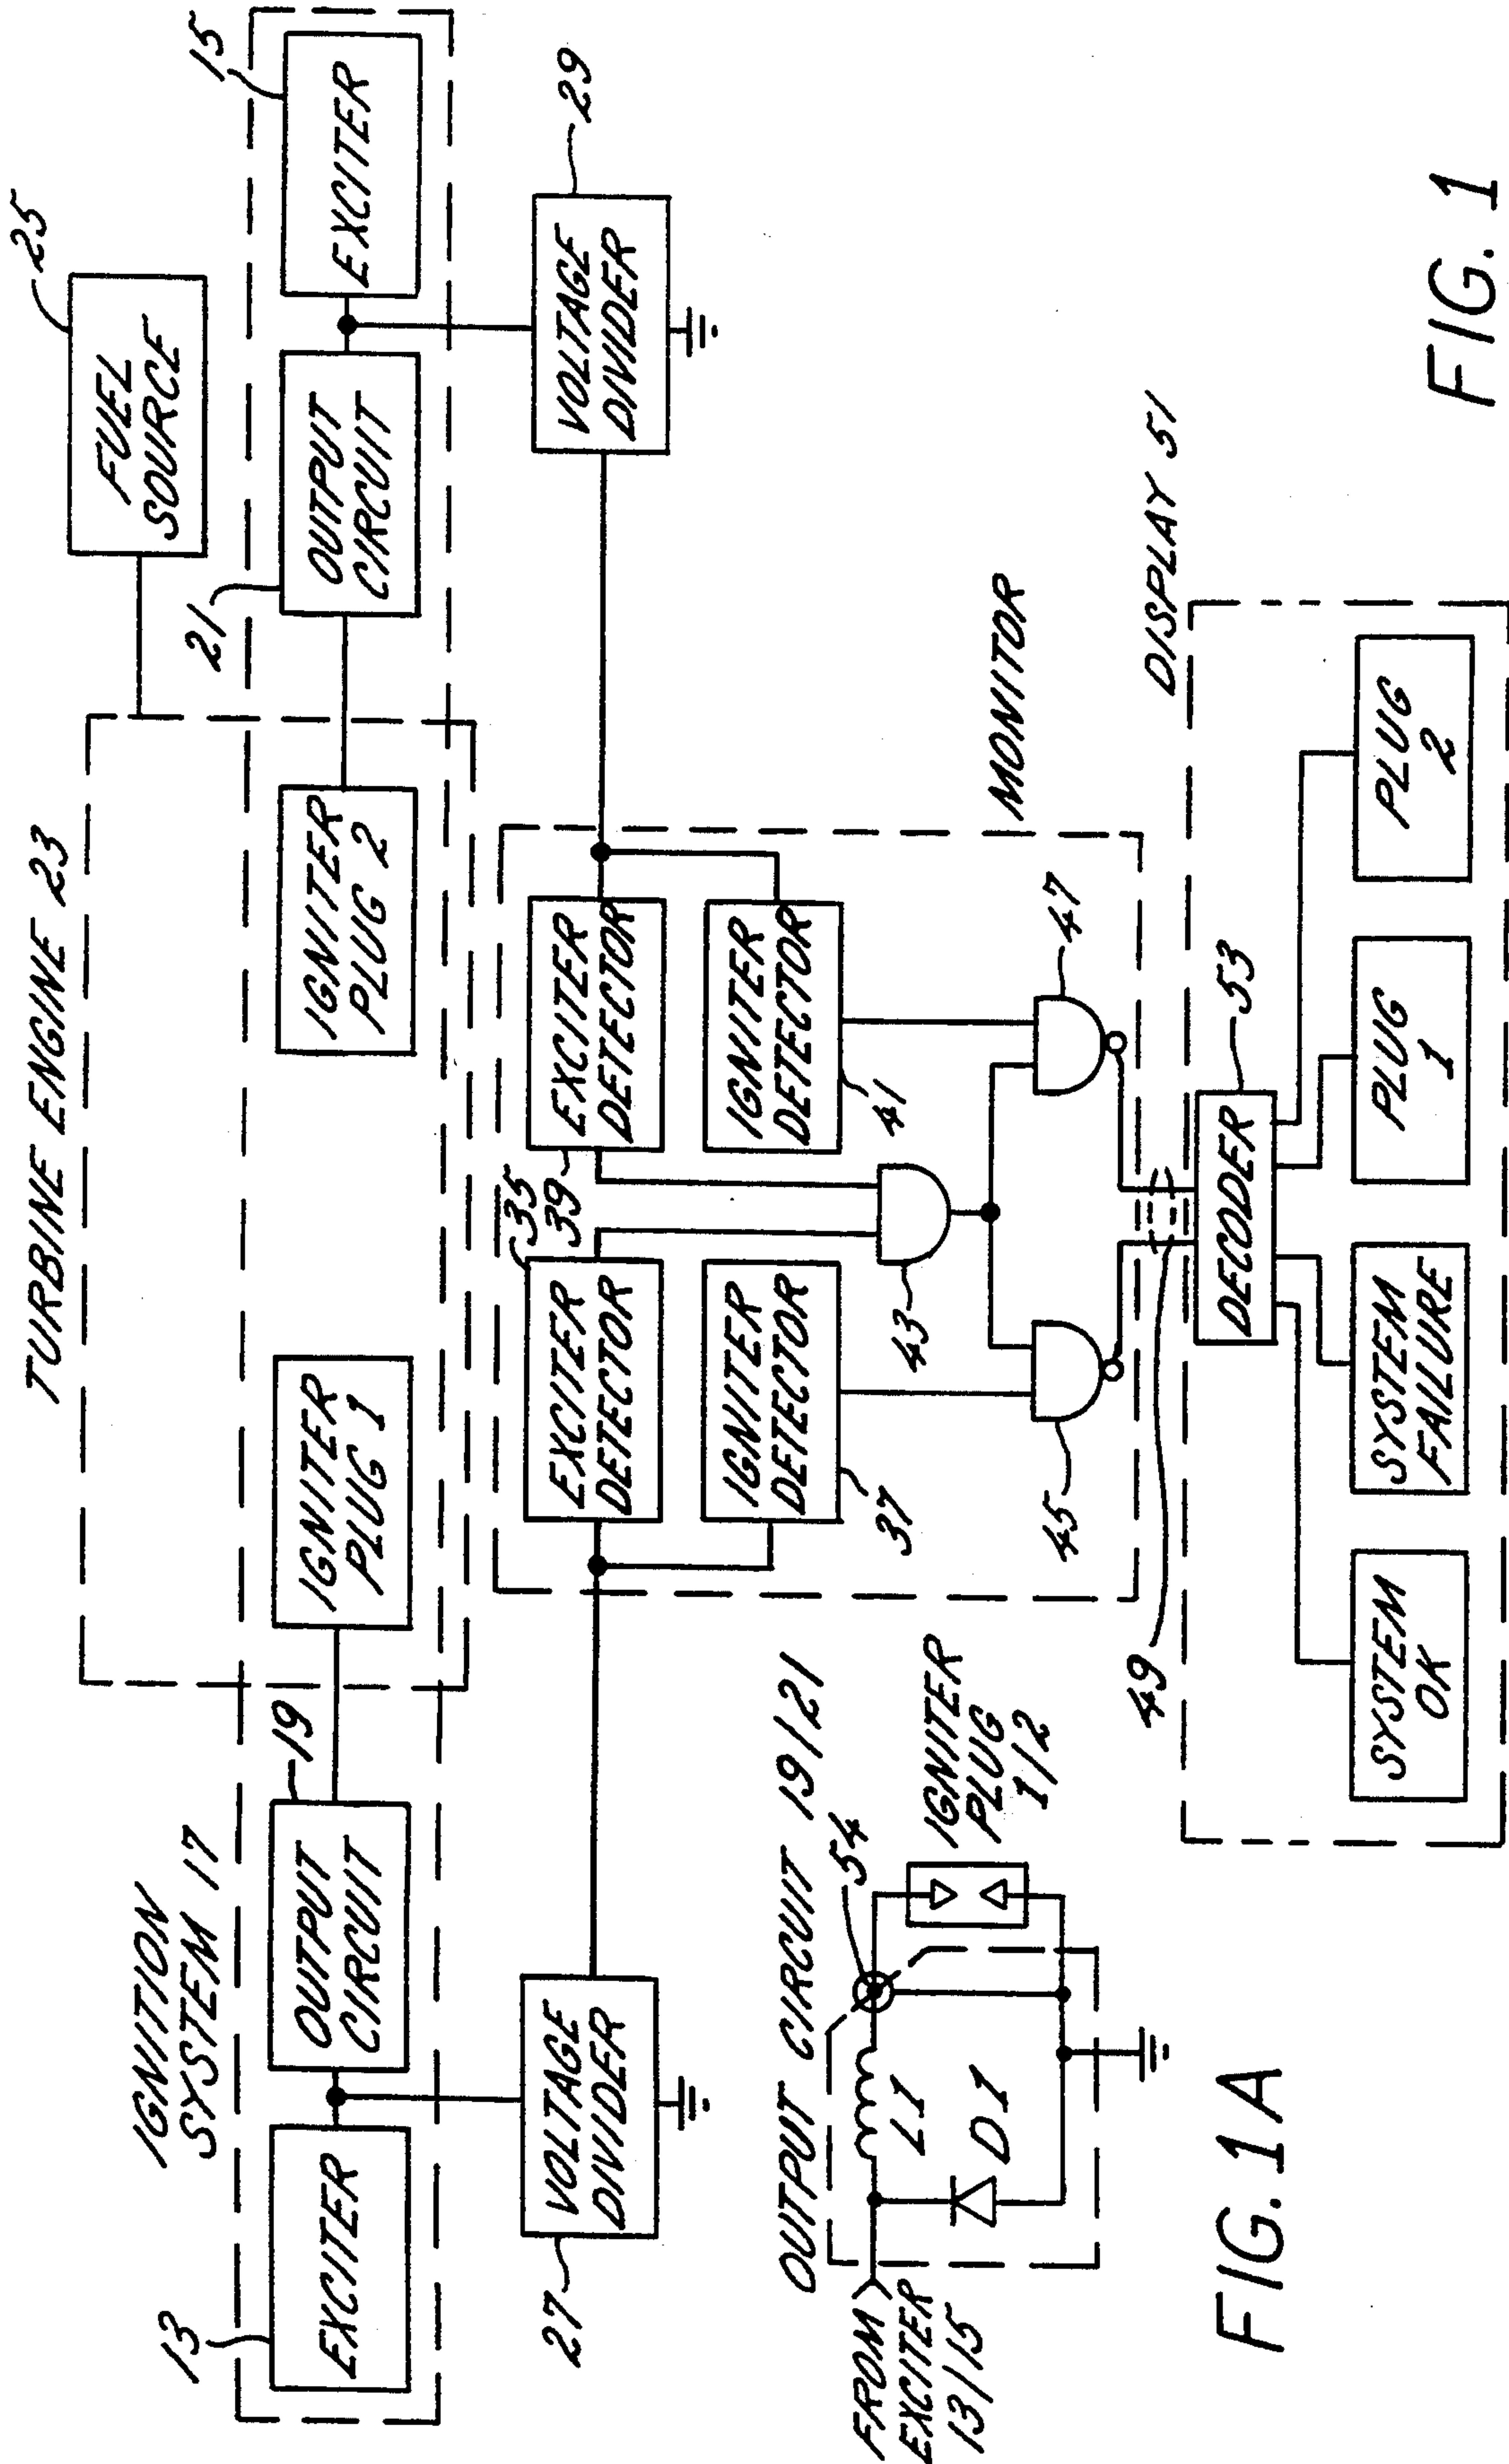 TURBINE ENGINE 23
25
FUEL
SOURCE
IGNITION
SYSTEM 17
13
EXCITER
OUTPUT
CIRCUIT
19
IGNITER
PLUG 1
IGNITER
PLUG 2
21
OUTPUT
CIRCUIT
EXCITER
15
27
VOLTAGE
DIVIDER
VOLTAGE
DIVIDER
29
EXCITER
DETECTOR
35
39
EXCITER
DETECTOR
IGNITER
DETECTOR
37
IGNITER
DETECTOR
41
43
45
47
MONITOR
49
DISPLAY 51
DECODER
53
SYSTEM
OK
SYSTEM
FAILURE
PLUG
1
PLUG
2
OUTPUT CIRCUIT 19/21
54
FROM
EXCITER
13/15
L1
D1
IGNITER
PLUG
1/2
FIG. 1A
FIG. 1